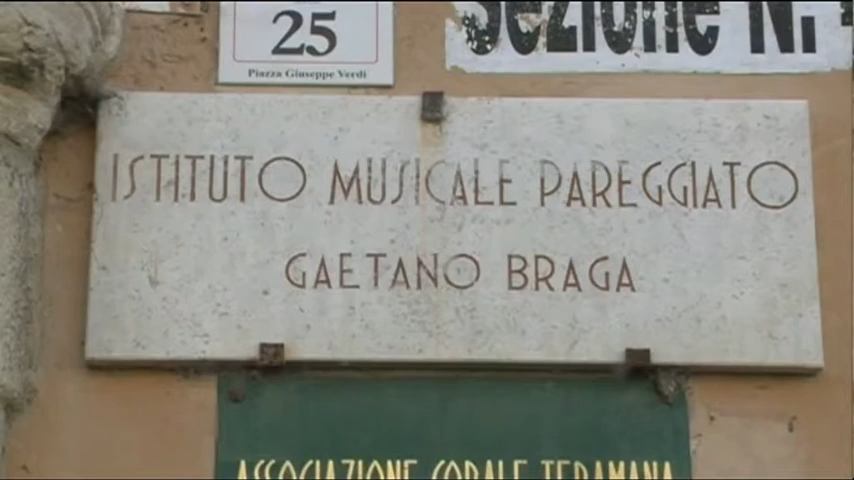 25
Piazza Giuseppe Verdi
Sezione N.
ISTITUTO MUSICALE PAREGGIATO
GAETANO BRAGA
ASSOCIAZIONE CORALE TERAMANA